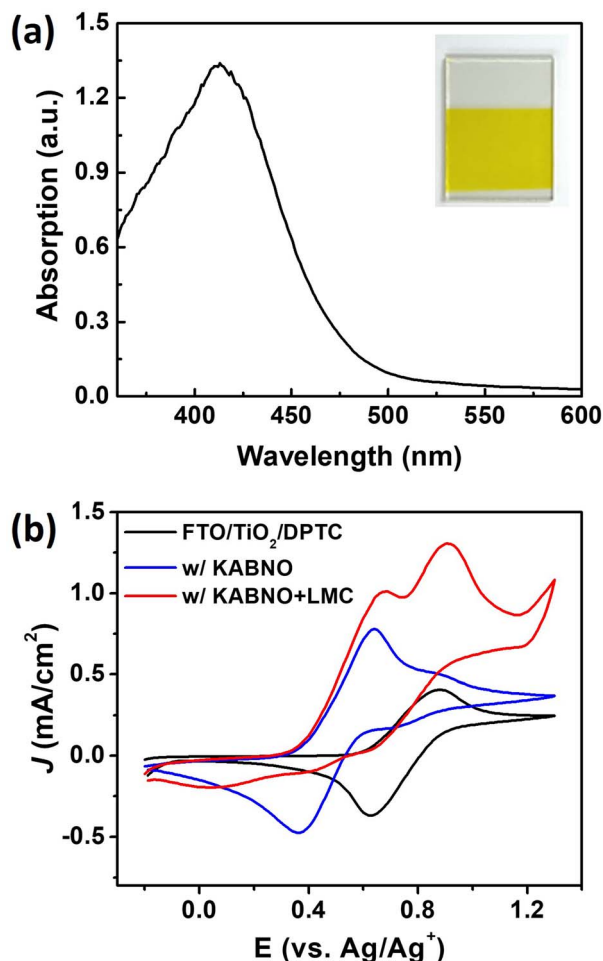 (a)
1.5
1.2
0.9
0.6
0.3
0.0
Absorption (a.u.)
400 450 500 550 600
Wavelength (nm)
(b)
FTO/TiO₂/DPTC
w/ KABNO
w/ KABNO+LMC
1.5
1.0
0.5
0.0
-0.5
J (mA/cm²)
0.0 0.4 0.8 1.2
E (vs. Ag/Ag⁺)